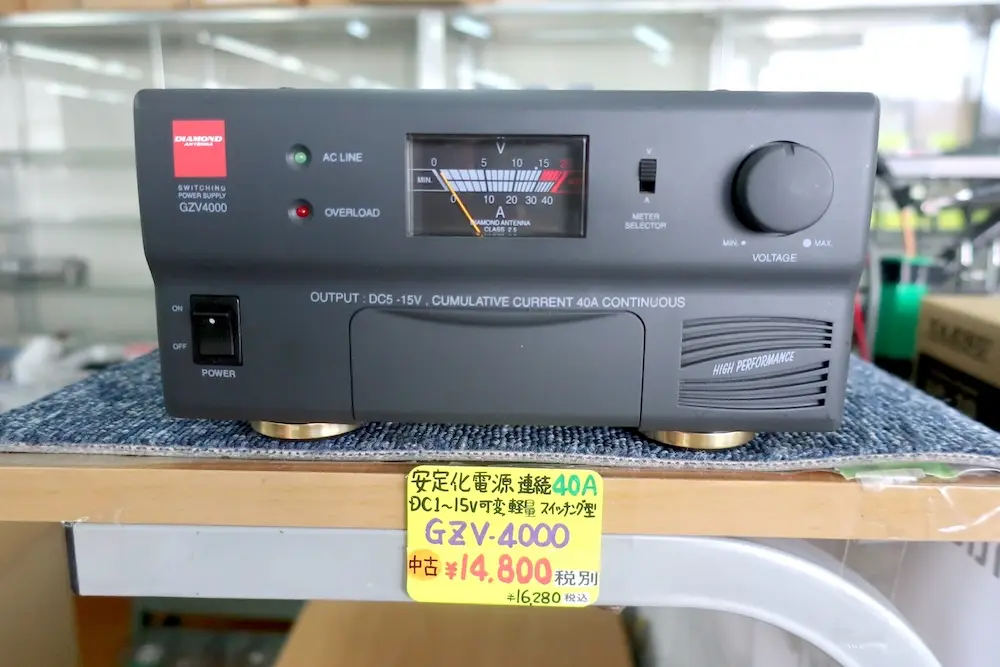 DIAMOND
ANTENNA
SWITCHING
POWER SUPPLY
GZV4000
AC LINE
OVERLOAD
V
0 5 10 15
MIN.
0 10 20 30 40
A
DIAMOND ANTENNA
CLASS 2.5
V
A
METER
SELECTOR
MIN. MAX.
VOLTAGE
OUTPUT : DC5 -15V , CUMULATIVE CURRENT 40A CONTINUOUS
ON
OFF
POWER
HIGH PERFORMANCE
安定化電源 連続40A
DC1~15V可変 軽量 スイッチング型
GZV-4000
中古 ¥14,800 税別
¥16,280 税込